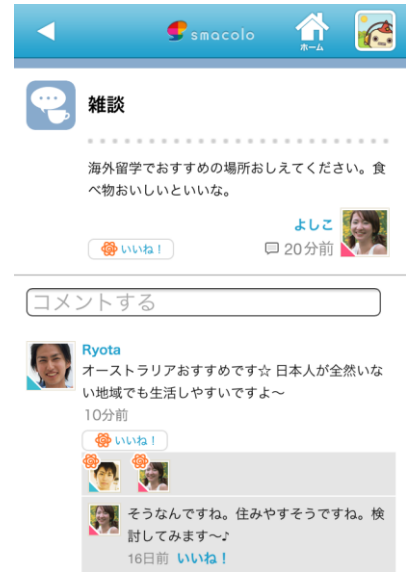 smacolo
ホーム
雑談
海外留学でおすすめの場所おしえてください。食
べ物おいしいといいな。
よしこ
いいね！
20分前
コメントする
Ryota
オーストラリアおすすめです☆ 日本人が全然いな
い地域でも生活しやすいですよ〜
10分前
いいね！
そうなんですね。住みやすそうですね。検
討してみます〜♪
16日前 いいね！